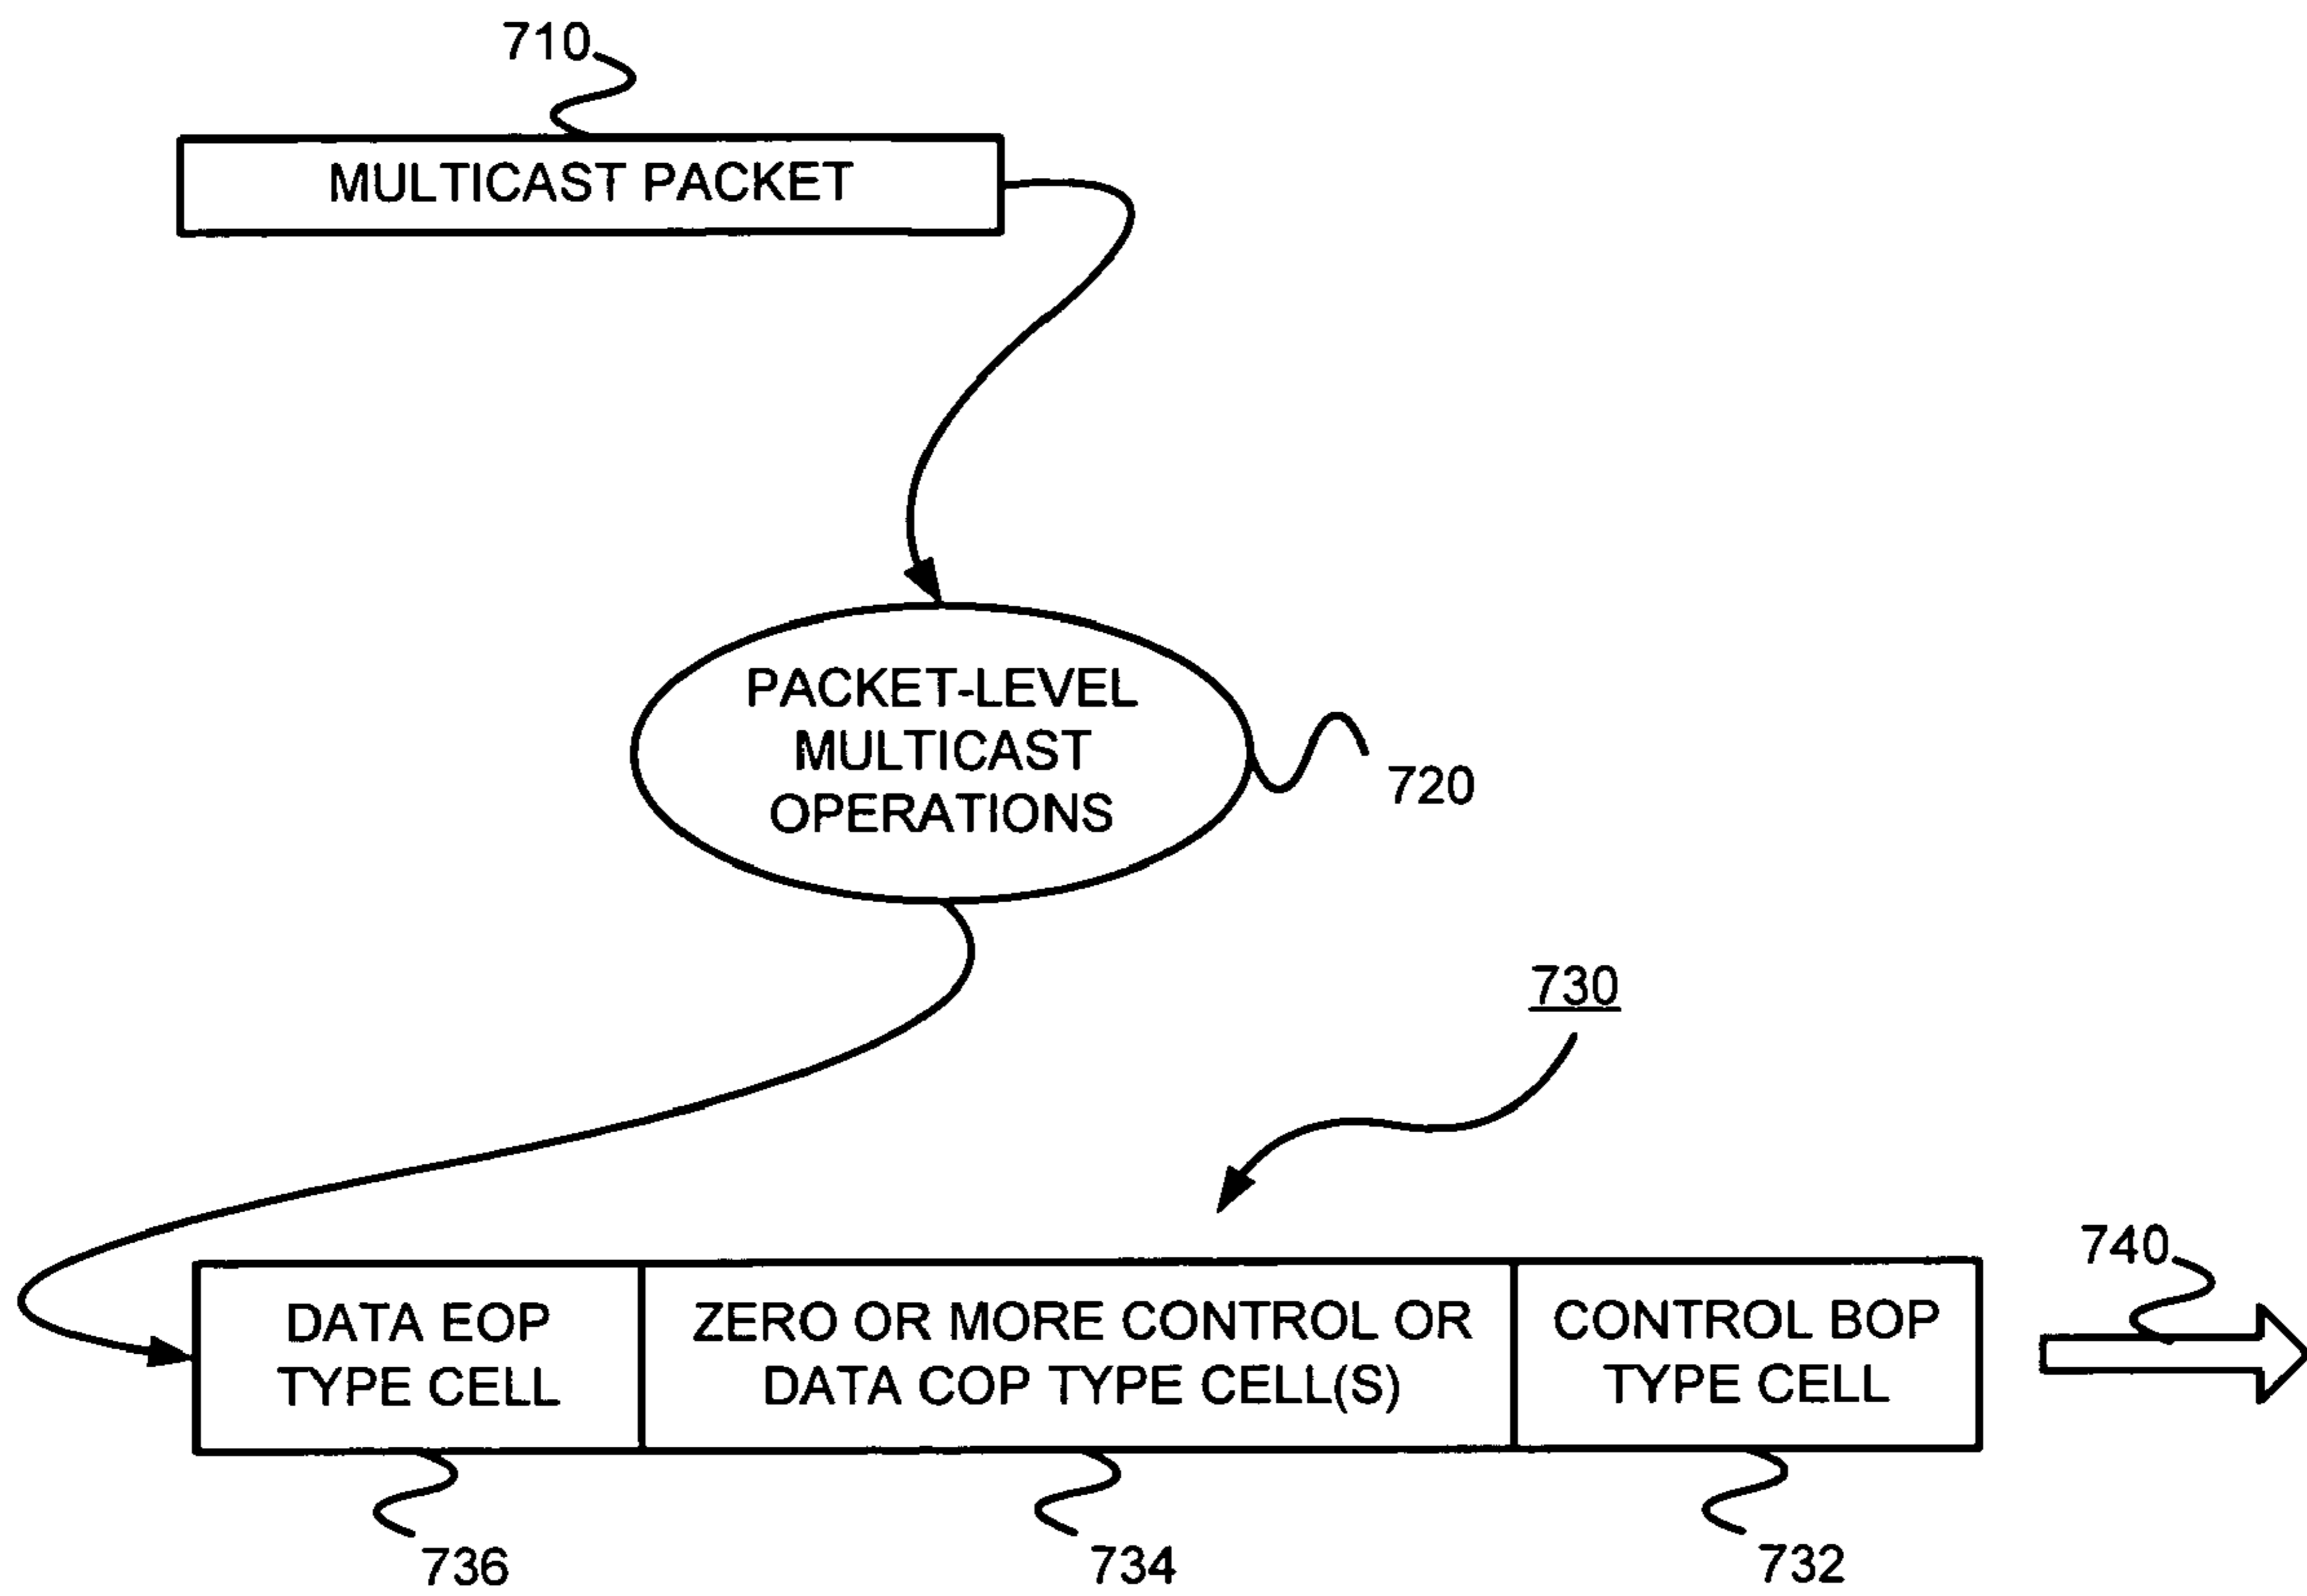 710
MULTICAST PACKET
PACKET-LEVEL
MULTICAST
OPERATIONS
720
730
740
DATA EOP
TYPE CELL
ZERO OR MORE CONTROL OR
DATA COP TYPE CELL(S)
CONTROL BOP
TYPE CELL
736
734
732